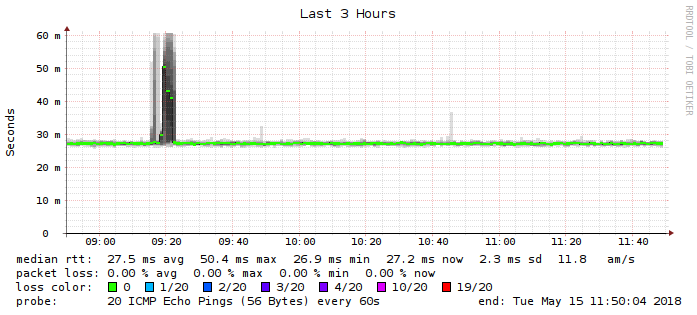 Last 3 Hours
RRDTOOL / TOBI OETIKER
Seconds
60 m
50 m
40 m
30 m
20 m
10 m
0
09:00 09:20 09:40 10:00 10:20 10:40 11:00 11:20 11:40
median rtt: 27.5 ms avg 50.4 ms max 26.9 ms min 27.2 ms now 2.3 ms sd 11.8 am/s
packet loss: 0.00 % avg 0.00 % max 0.00 % min 0.00 % now
loss color: 0 1/20 2/20 3/20 4/20 10/20 19/20
probe: 20 ICMP Echo Pings (56 Bytes) every 60s end: Tue May 15 11:50:04 2018